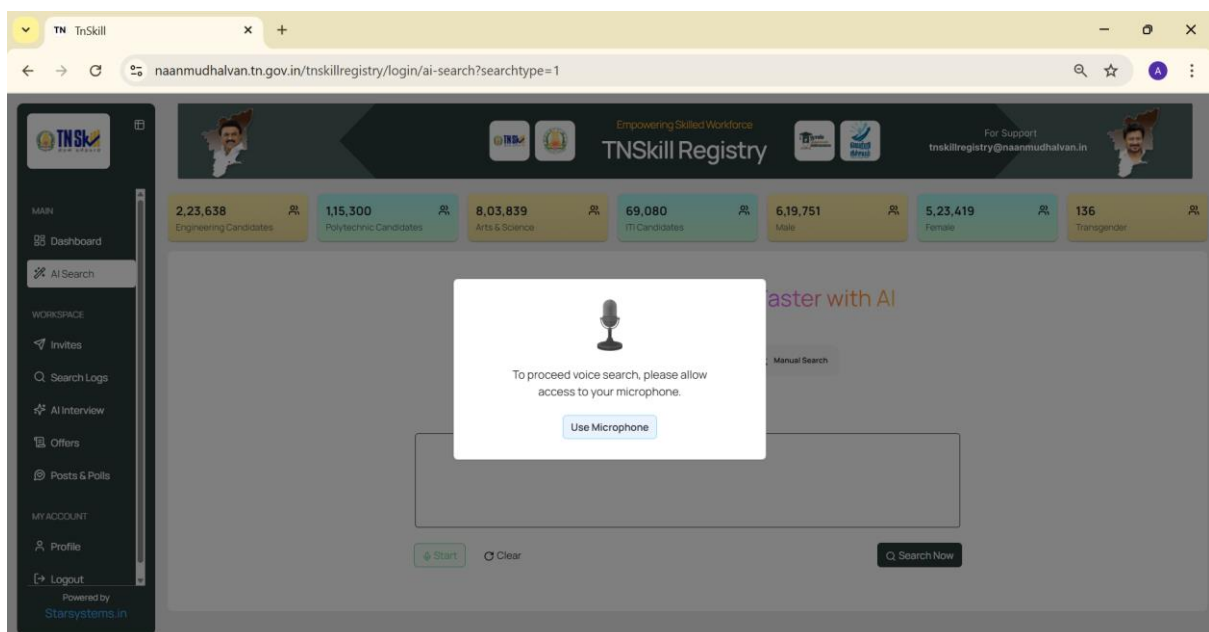 TN TnSkill
naanmudhalvan.tn.gov.in/tnskillregistry/login/ai-search?searchtype=1
A
TN Skill
Empowering Skilled Workforce
TNSkill Registry
For Support
tnskillregistry@naanmudhalvan.in
MAIN
Dashboard
AI Search
WORKSPACE
Invites
Search Logs
AI Interview
Offers
Posts & Polls
MY ACCOUNT
Profile
Logout
Powered by
Starsystems.in
2,23,638
Engineering Candidates
1,15,300
Polytechnic Candidates
8,03,839
Arts & Science
69,080
ITI Candidates
6,19,751
Male
5,23,419
Female
136
Transgender
aster with AI
Manual Search
To proceed voice search, please allow
access to your microphone.
Use Microphone
Start
Clear
Search Now